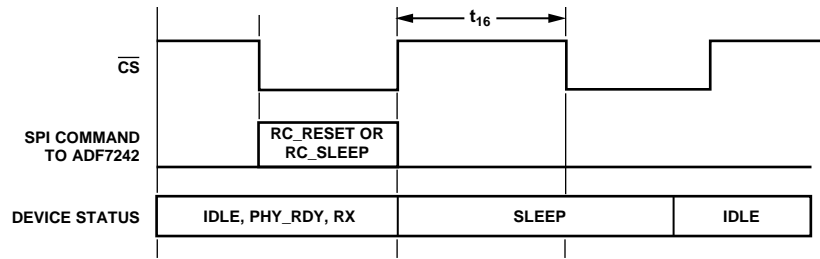 t16
CS
SPI COMMAND
TO ADF7242
RC_RESET OR
RC_SLEEP
DEVICE STATUS
IDLE, PHY_RDY, RX
SLEEP
IDLE